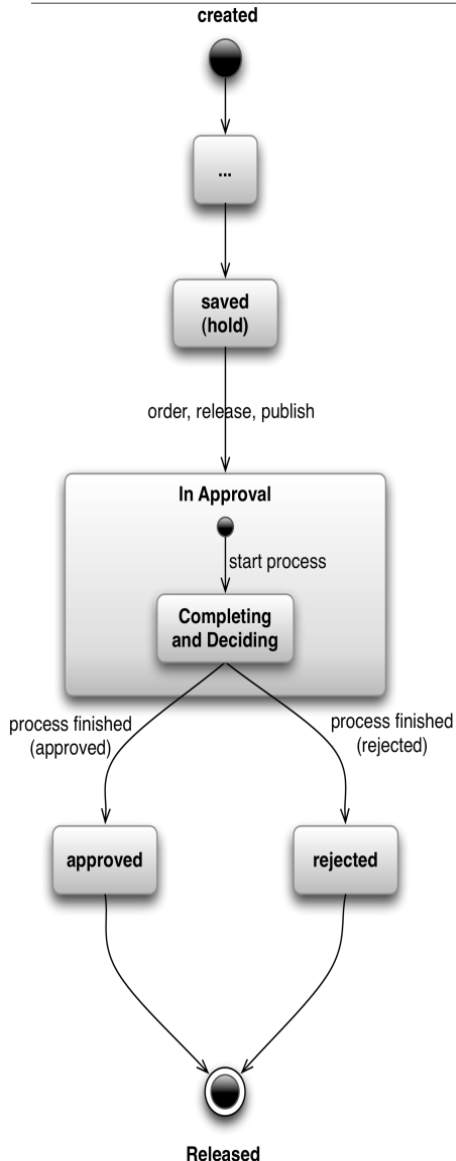 created
...
saved
(hold)
order, release, publish
In Approval
start process
Completing
and Deciding
process finished
(approved)
process finished
(rejected)
approved
rejected
Released